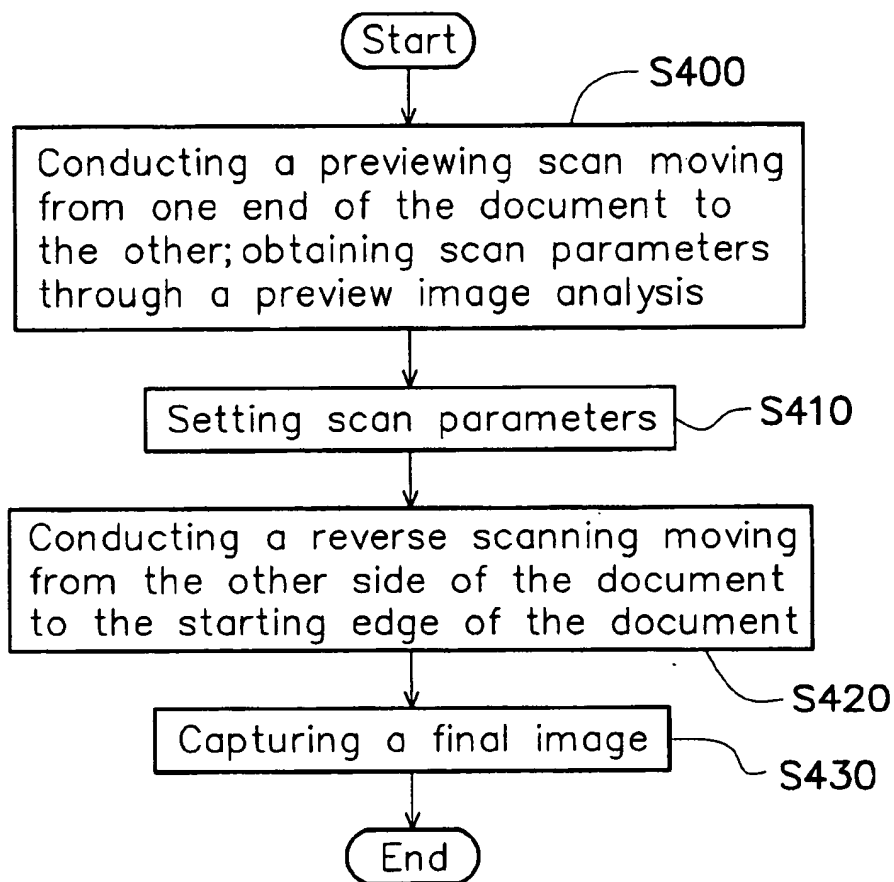 Start
S400
Conducting a previewing scan moving
from one end of the document to
the other; obtaining scan parameters
through a preview image analysis
Setting scan parameters
S410
Conducting a reverse scanning moving
from the other side of the document
to the starting edge of the document
S420
Capturing a final image
S430
End